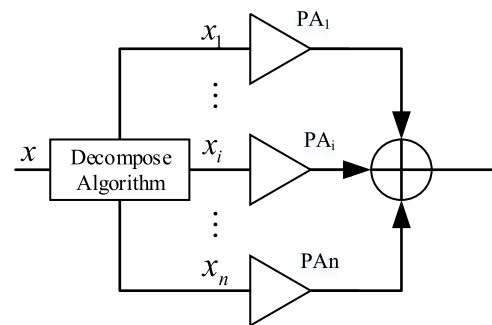 x₁
PA₁
⋮
x
Decompose
Algorithm
xᵢ
PAᵢ
⋮
xₙ
PAn